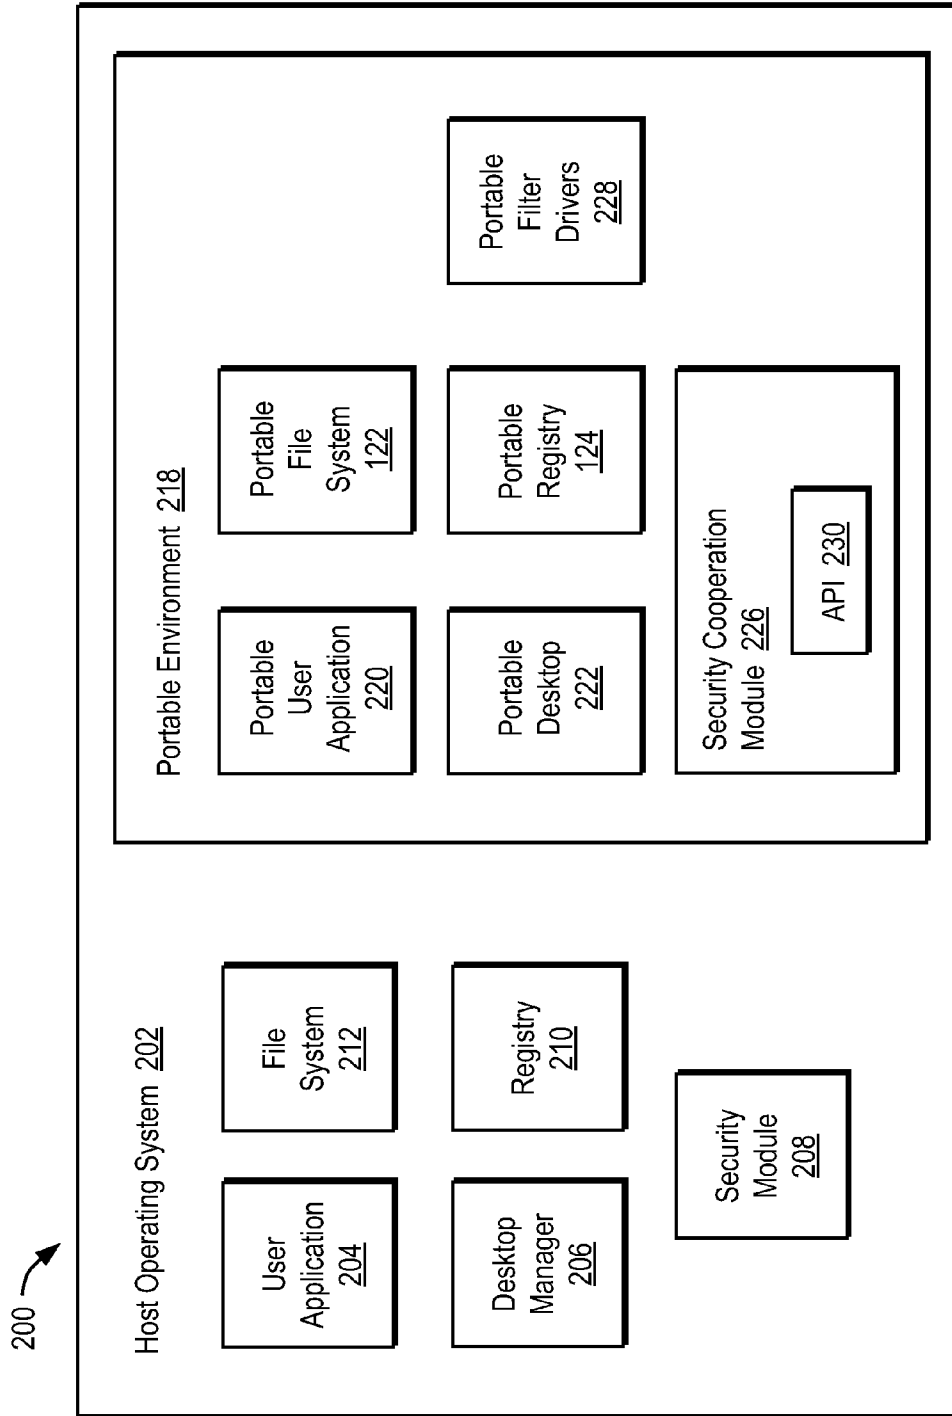 200
Host Operating System 202
User
Application
204
File
System
212
Desktop
Manager
206
Registry
210
Security
Module
208
Portable Environment 218
Portable
User
Application
220
Portable
File
System
122
Portable
Desktop
222
Portable
Registry
124
Portable
Filter
Drivers
228
Security Cooperation
Module 226
API 230